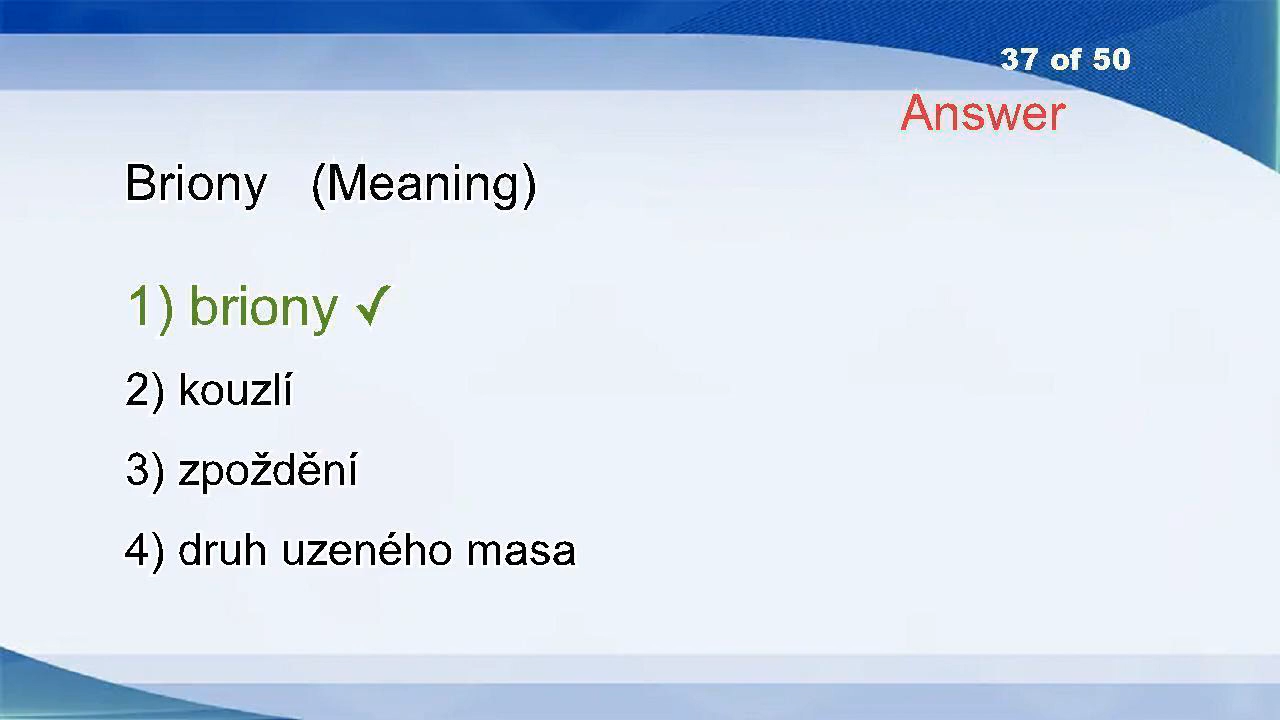 37 of 50
Answer
Briony (Meaning)
1) briony ✓
2) kouzlí
3) zpoždění
4) druh uzeného masa